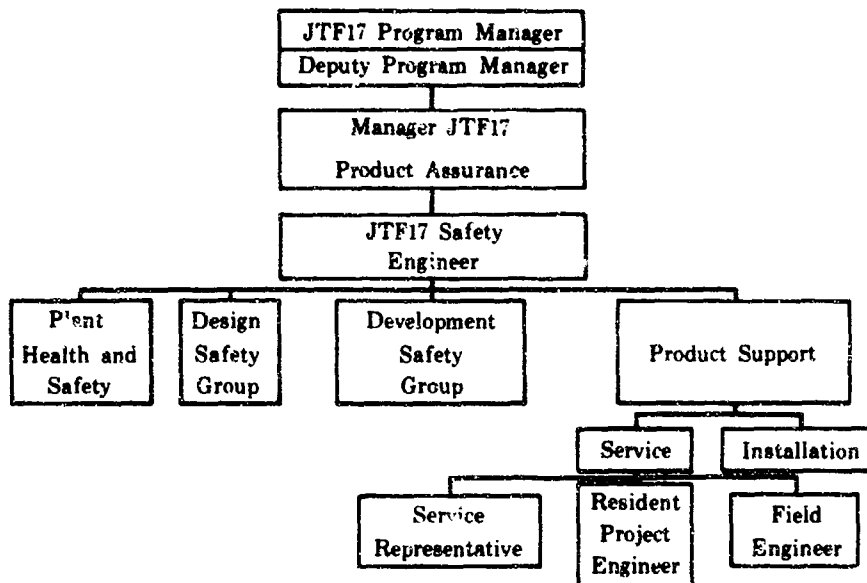 JTF17 Program Manager
Deputy Program Manager
Manager JTF17
Product Assurance
JTF17 Safety
Engineer
Plant
Health and
Safety
Design
Safety
Group
Development
Safety
Group
Product Support
Service
Installation
Service
Representative
Resident
Project
Engineer
Field
Engineer